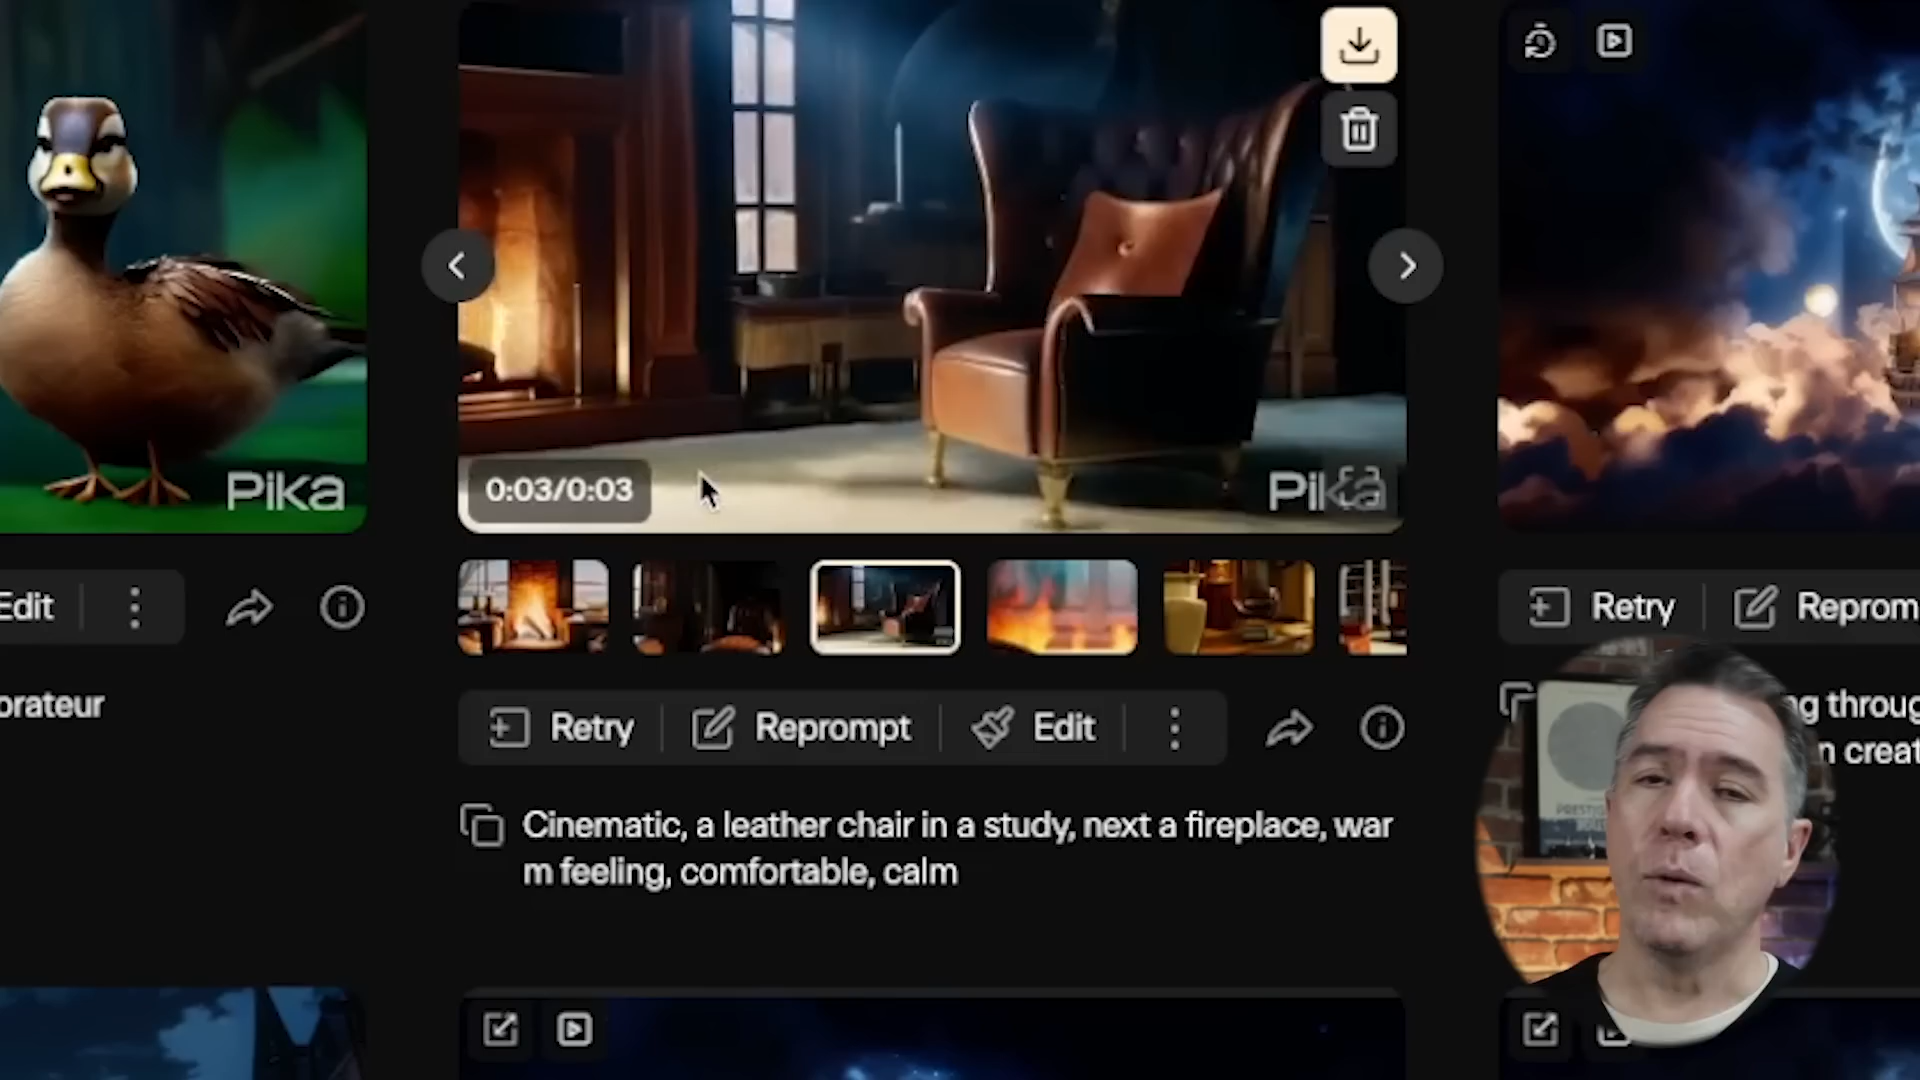 Pika
0:03/0:03
Pika
Edit
Retry
Reprom
orateur
Retry
Reprompt
Edit
ng throug
n creat
Cinematic, a leather chair in a study, next a fireplace, war
m feeling, comfortable, calm